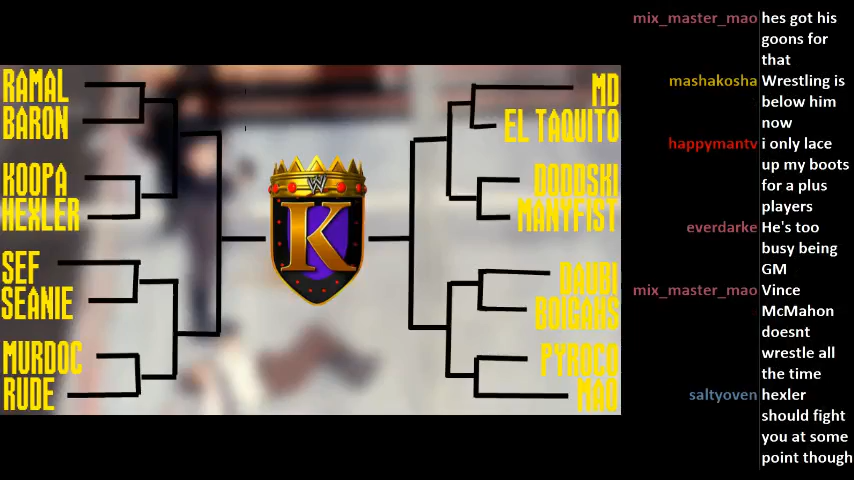 RAMAL
BARON
KOOPA
HEXLER
SEF
SEANIE
MURDOC
RUDE
W
K
MD
EL TAQUITO
DODDSKI
MANYFIST
DAUBI
BOIGAHS
PYROCO
MAO
mix_master_mao hes got his
goons for
that
mashakosha Wrestling is
below him
now
happymantv i only lace
up my boots
for a plus
players
everdarke He's too
busy being
GM
mix_master_mao Vince
McMahon
doesnt
wrestle all
the time
saltyoven hexler
should fight
you at some
point though